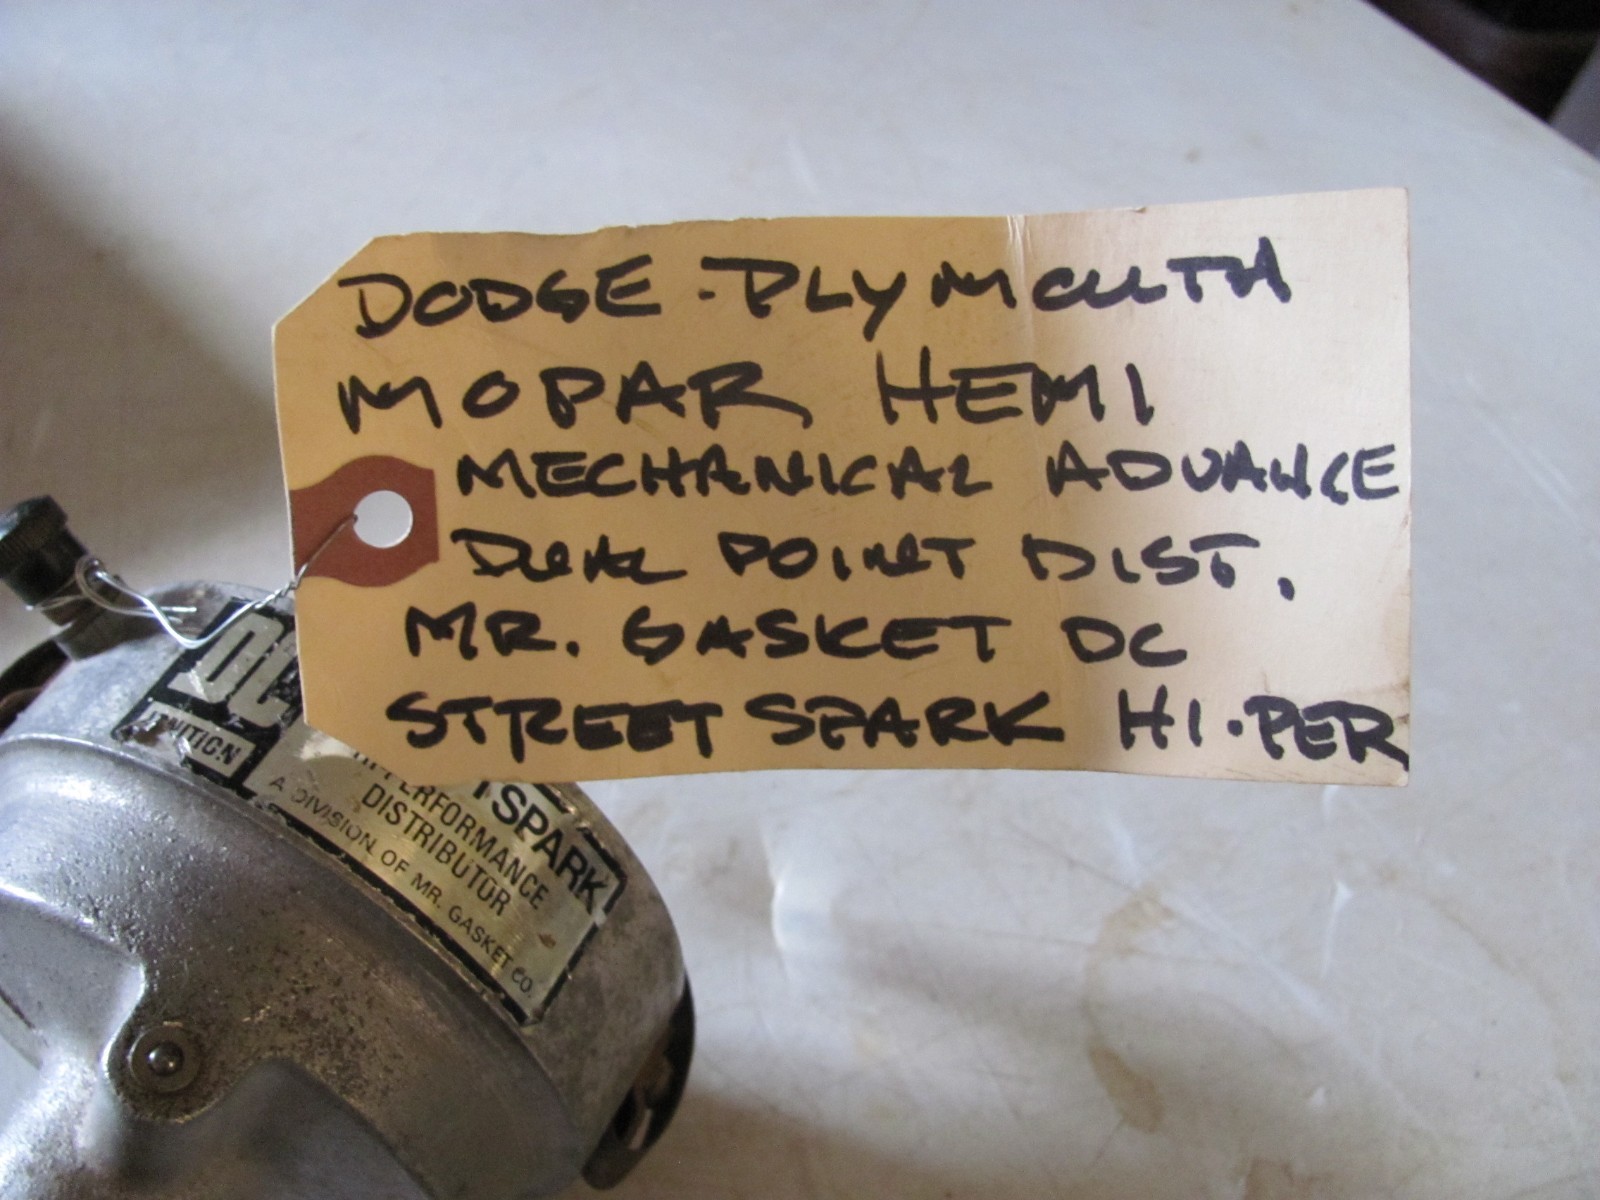 DODGE. PLYMOUTH
MOPAR HEMI
MECHANICAL ADVANCE
DUAL POINT DIST.
MR. GASKET DC
STREET SPARK HI.PER
IGNITION
TSPARK
PERFORMANCE
DISTRIBUTOR
A DIVISION OF MR. GASKET CO.